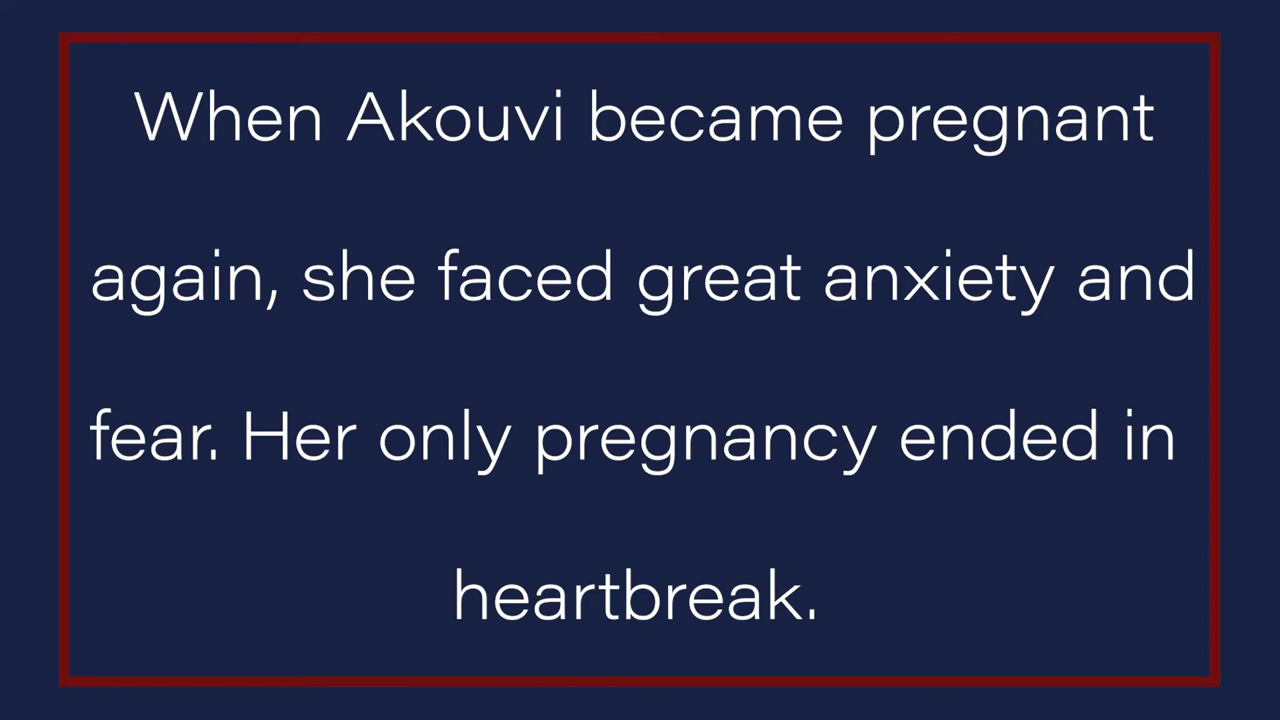 When Akouvi became pregnant
again, she faced great anxiety and
fear. Her only pregnancy ended in
heartbreak.